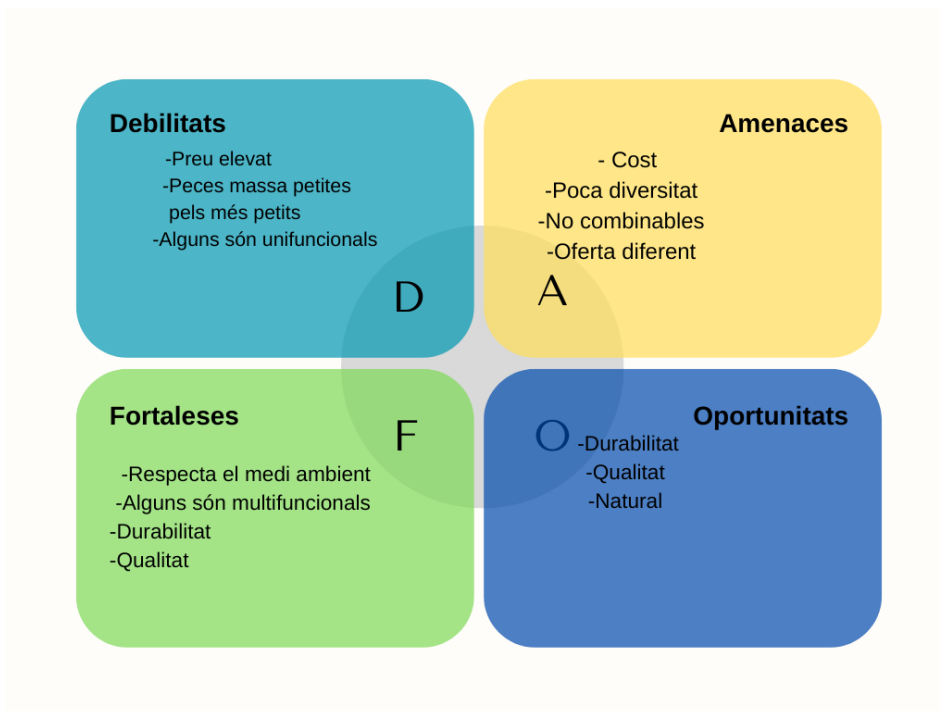 Debilitats
-Preu elevat
-Peces massa petites
pels més petits
-Alguns són unifuncionals
D
Amenaces
- Cost
-Poca diversitat
-No combinables
-Oferta diferent
A
Fortaleses
F
-Respecta el medi ambient
-Alguns són multifuncionals
-Durabilitat
-Qualitat
Oportunitats
O
-Durabilitat
-Qualitat
-Natural